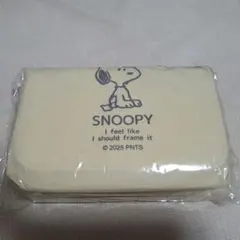 SNOOPY
I feel like
I should frame it
© 2025 PNTS